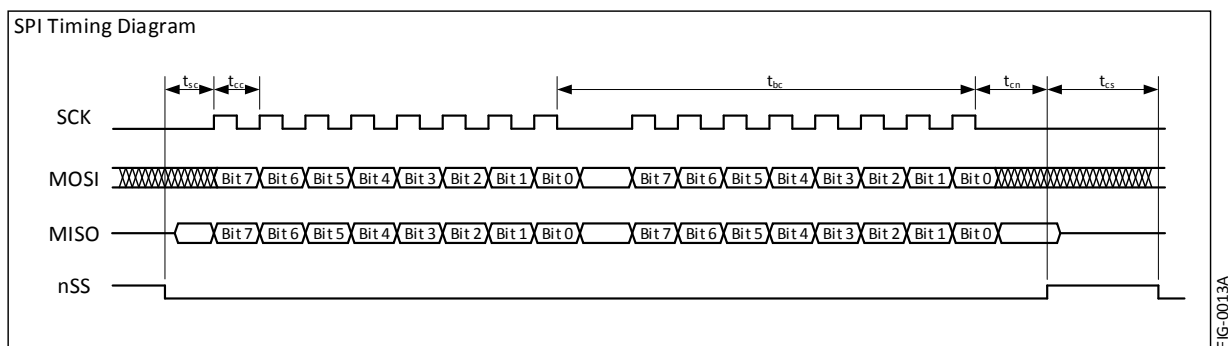 SPI Timing Diagram
tsc tcc tbc tcn tcs
SCK
MOSI Bit 7 Bit 6 Bit 5 Bit 4 Bit 3 Bit 2 Bit 1 Bit 0 Bit 7 Bit 6 Bit 5 Bit 4 Bit 3 Bit 2 Bit 1 Bit 0
MISO Bit 7 Bit 6 Bit 5 Bit 4 Bit 3 Bit 2 Bit 1 Bit 0 Bit 7 Bit 6 Bit 5 Bit 4 Bit 3 Bit 2 Bit 1 Bit 0
nSS
FIG-0013A